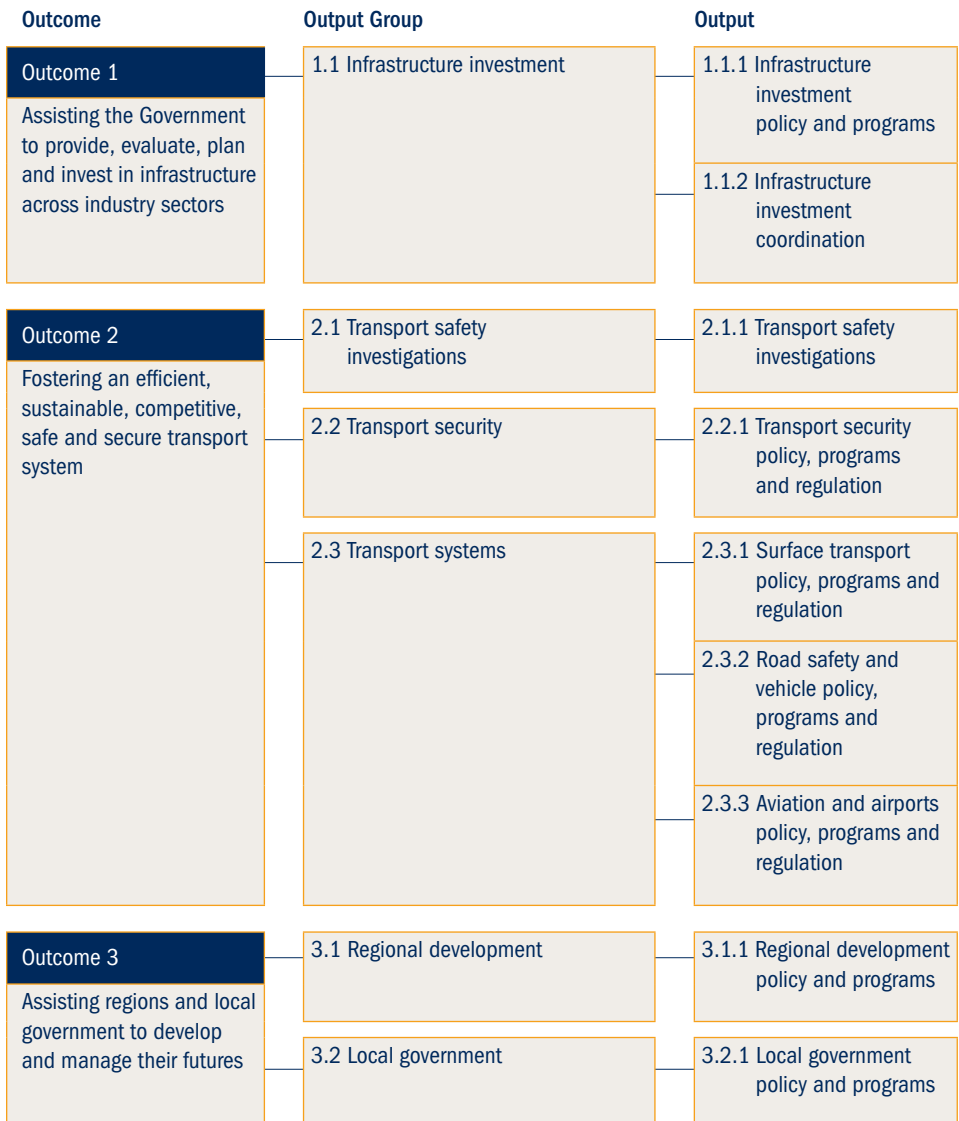 Outcome
Output Group
Output
Outcome 1
Assisting the Government
to provide, evaluate, plan
and invest in infrastructure
across industry sectors
1.1 Infrastructure investment
1.1.1 Infrastructure
investment
policy and programs
1.1.2 Infrastructure
investment
coordination
Outcome 2
Fostering an efficient,
sustainable, competitive,
safe and secure transport
system
2.1 Transport safety
investigations
2.1.1 Transport safety
investigations
2.2 Transport security
2.2.1 Transport security
policy, programs
and regulation
2.3 Transport systems
2.3.1 Surface transport
policy, programs and
regulation
2.3.2 Road safety and
vehicle policy,
programs and
regulation
2.3.3 Aviation and airports
policy, programs and
regulation
Outcome 3
Assisting regions and local
government to develop
and manage their futures
3.1 Regional development
3.1.1 Regional development
policy and programs
3.2 Local government
3.2.1 Local government
policy and programs